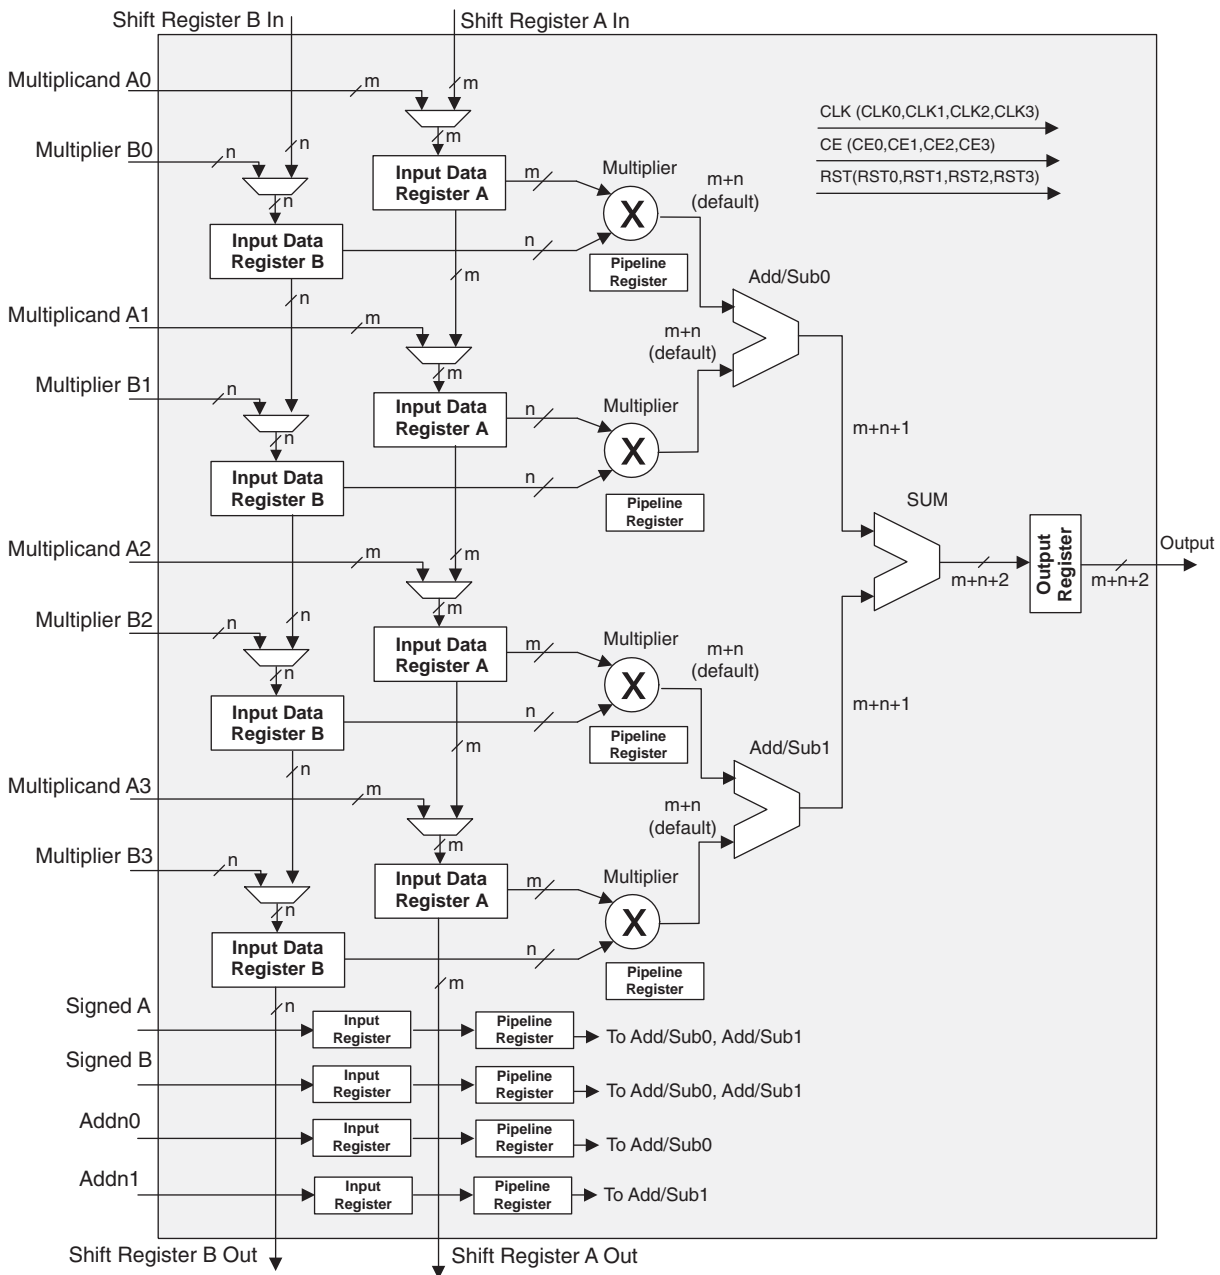 Shift Register B In
Shift Register A In
Multiplicand A0
m
m
CLK (CLK0,CLK1,CLK2,CLK3)
m
Multiplier B0
n
n
CE (CE0,CE1,CE2,CE3)
Input Data
Register A
m
Multiplier
m+n
(default)
RST(RST0,RST1,RST2,RST3)
n
Input Data
Register B
n
X
Pipeline
Register
m
Add/Sub0
n
Multiplicand A1
m
m+n
(default)
m
Multiplier B1
n
Input Data
Register A
n
Multiplier
m+n+1
n
X
Input Data
Register B
n
Pipeline
Register
SUM
Multiplicand A2
m
m
Output
Output
Register
m+n+2
m+n+2
m
Multiplier B2
n
n
Input Data
Register A
m
Multiplier
m+n
(default)
n
X
m+n+1
Input Data
Register B
n
Pipeline
Register
m
Add/Sub1
n
Multiplicand A3
m
m+n
(default)
m
Multiplier B3
n
Input Data
Register A
m
Multiplier
n
X
Input Data
Register B
n
Pipeline
Register
m
n
Signed A
Input
Register
Pipeline
Register
To Add/Sub0, Add/Sub1
Signed B
Input
Register
Pipeline
Register
To Add/Sub0, Add/Sub1
Addn0
Input
Register
Pipeline
Register
To Add/Sub0
Addn1
Input
Register
Pipeline
Register
To Add/Sub1
Shift Register B Out
Shift Register A Out